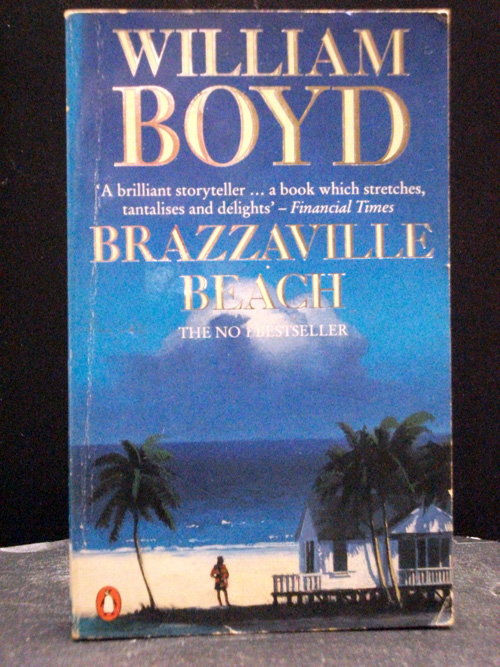 WILLIAM
BOYD
'A brilliant storyteller ... a book which stretches,
tantalises and delights' – Financial Times
BRAZZAVILLE
BEACH
THE NO 1 BESTSELLER